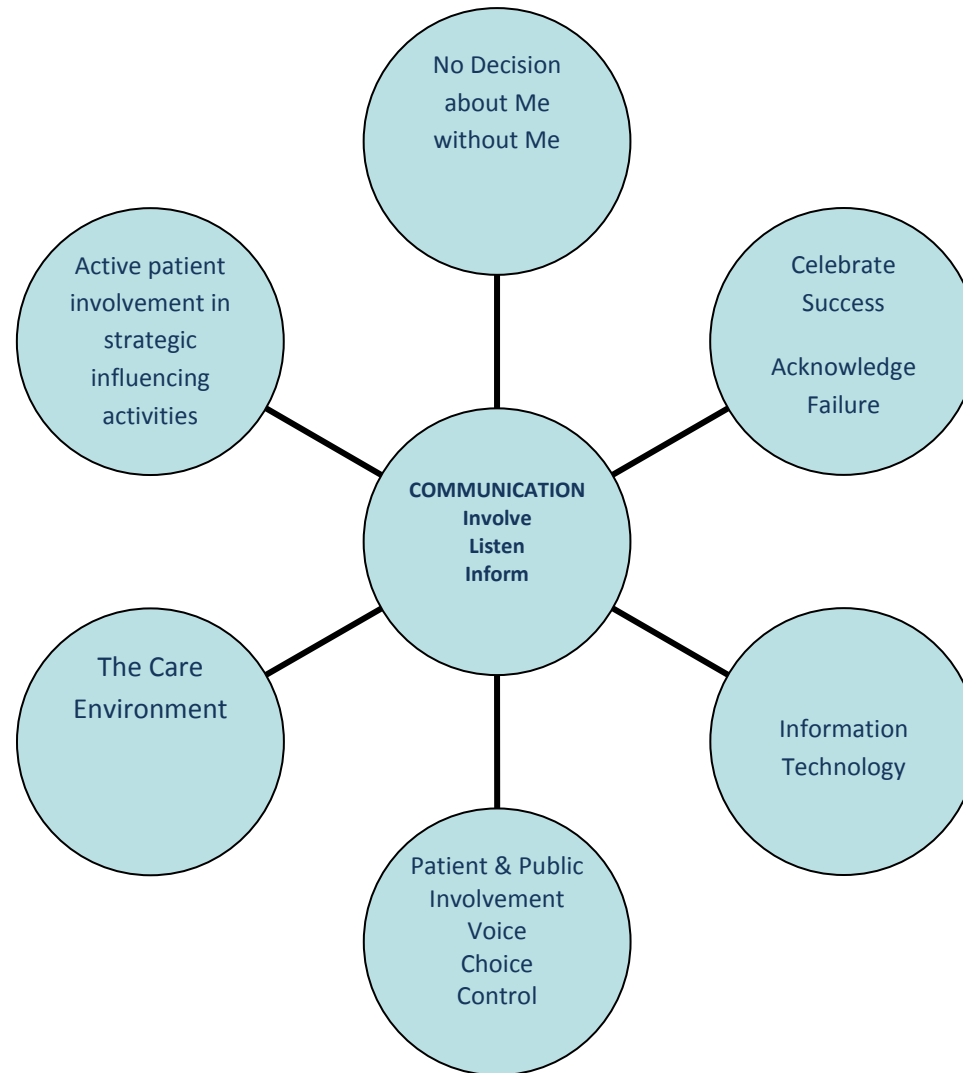 No Decision
about Me
without Me
Active patient
involvement in
strategic
influencing
activities
Celebrate
Success
Acknowledge
Failure
COMMUNICATION
Involve
Listen
Inform
The Care
Environment
Information
Technology
Patient & Public
Involvement
Voice
Choice
Control